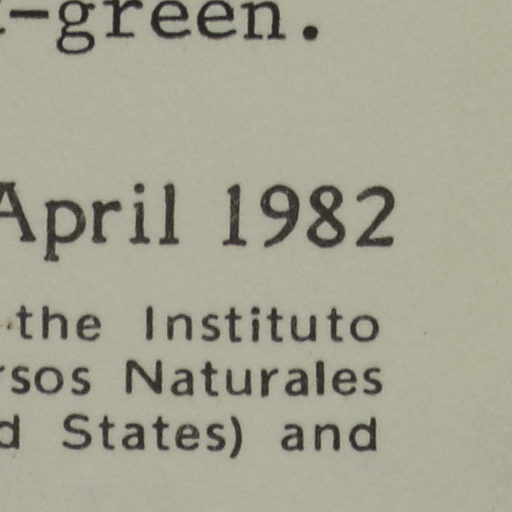 -green.
April 1982
the Instituto
rsos Naturales
d States) and